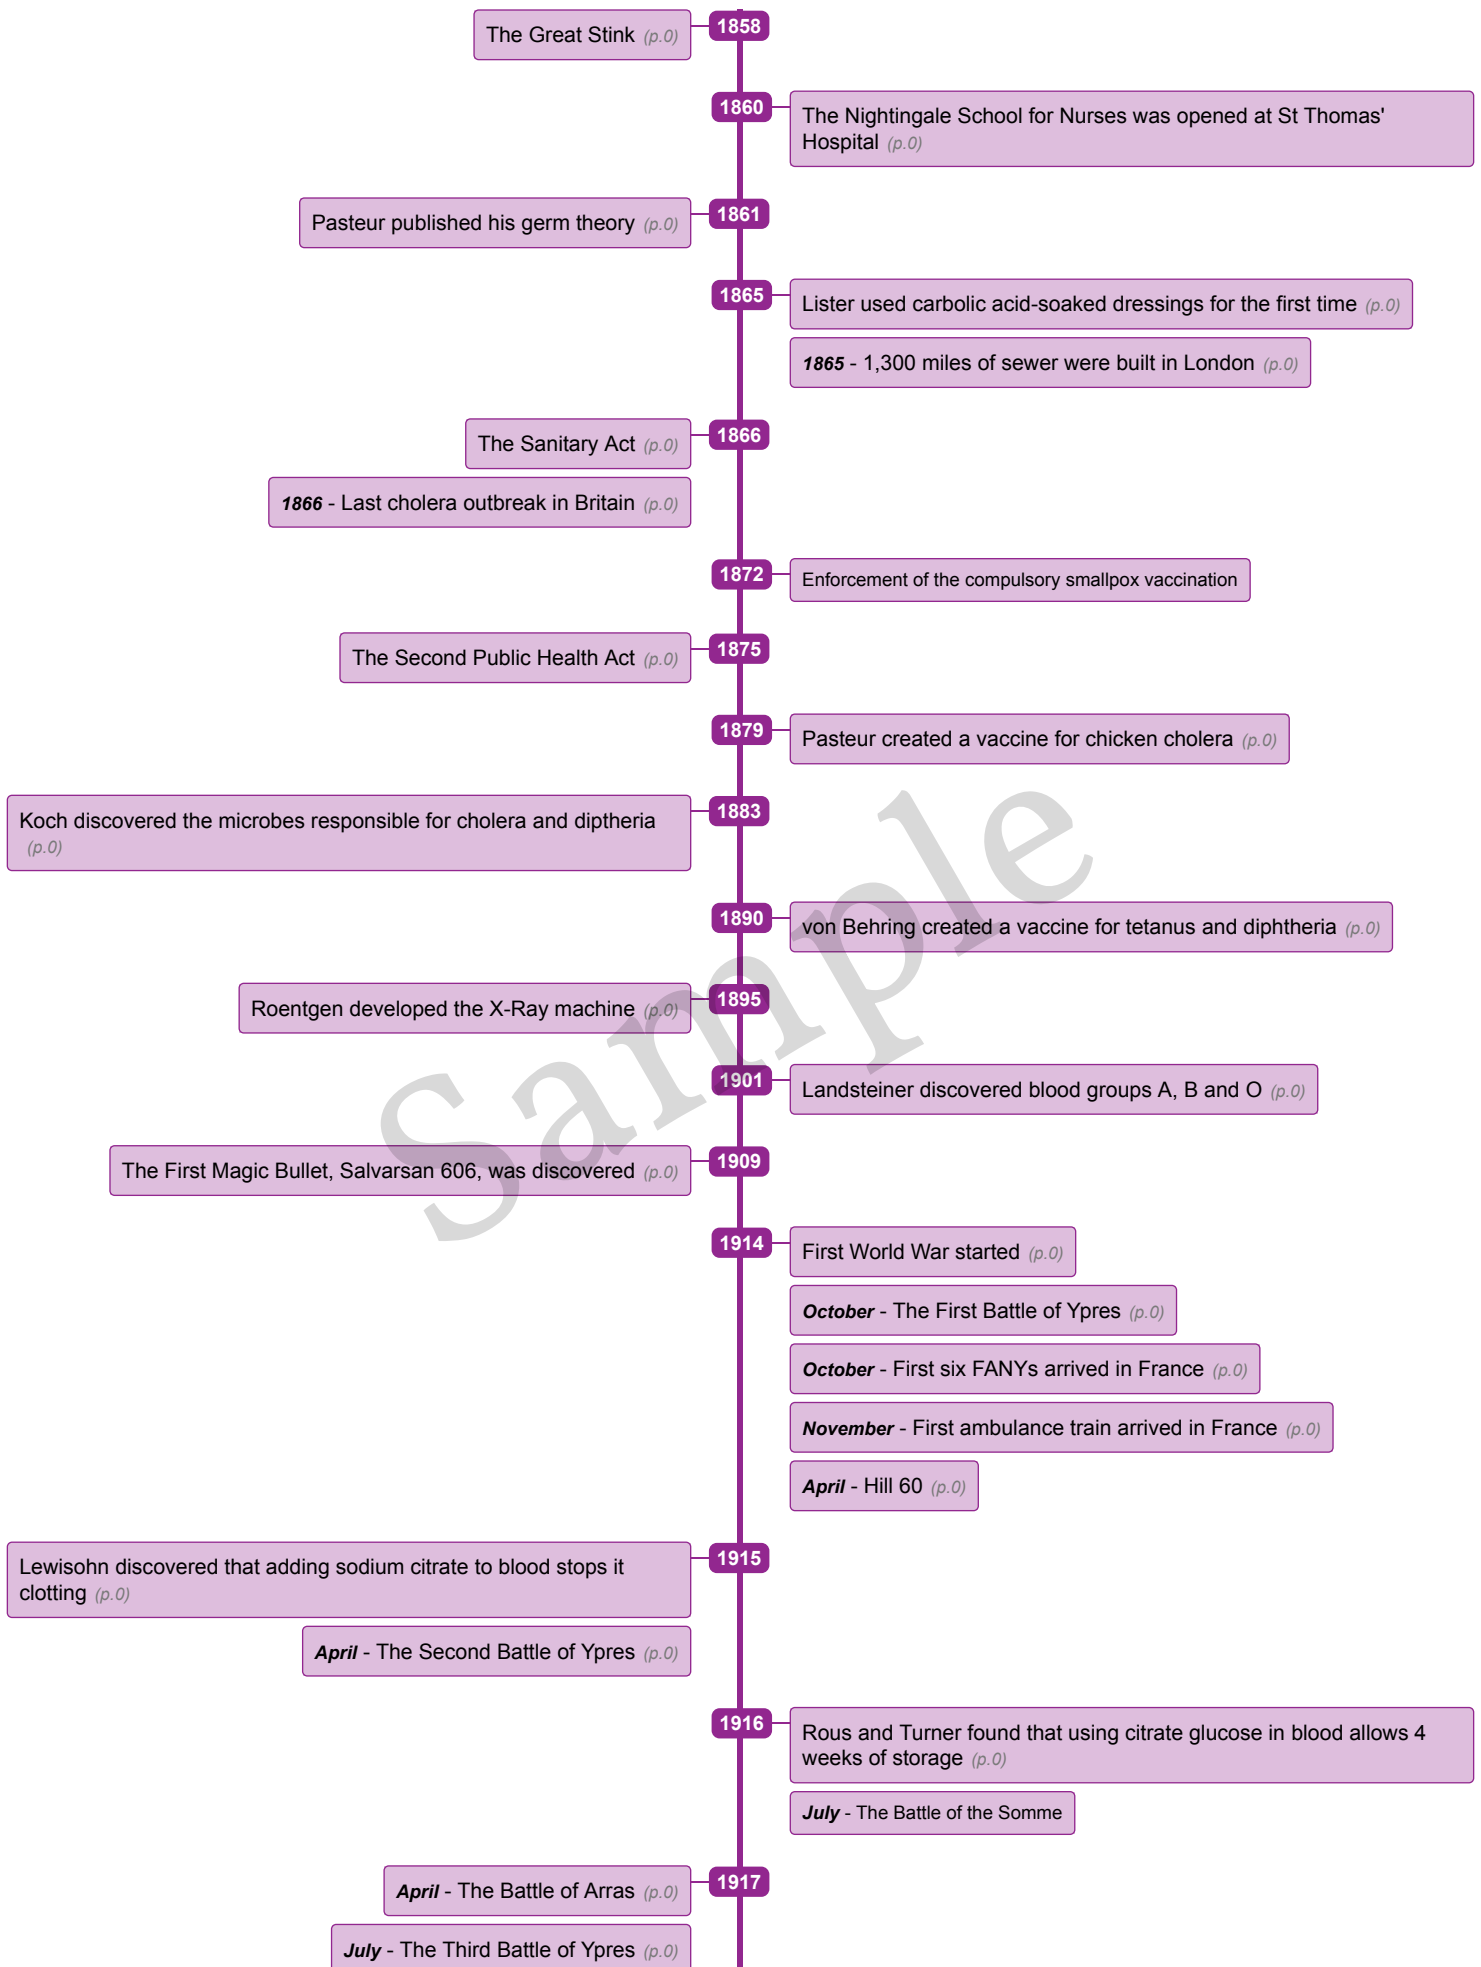 1858
The Great Stink (p.0)
1860
The Nightingale School for Nurses was opened at St Thomas'
Hospital (p.0)
1861
Pasteur published his germ theory (p.0)
1865
Lister used carbolic acid-soaked dressings for the first time (p.0)
1865 - 1,300 miles of sewer were built in London (p.0)
1866
The Sanitary Act (p.0)
1866 - Last cholera outbreak in Britain (p.0)
1872
Enforcement of the compulsory smallpox vaccination
1875
The Second Public Health Act (p.0)
1879
Pasteur created a vaccine for chicken cholera (p.0)
1883
Koch discovered the microbes responsible for cholera and diptheria
(p.0)
1890
von Behring created a vaccine for tetanus and diphtheria (p.0)
1895
Roentgen developed the X-Ray machine (p.0)
1901
Landsteiner discovered blood groups A, B and O (p.0)
1909
The First Magic Bullet, Salvarsan 606, was discovered (p.0)
1914
First World War started (p.0)
October - The First Battle of Ypres (p.0)
October - First six FANYs arrived in France (p.0)
November - First ambulance train arrived in France (p.0)
April - Hill 60 (p.0)
1915
Lewisohn discovered that adding sodium citrate to blood stops it
clotting (p.0)
April - The Second Battle of Ypres (p.0)
1916
Rous and Turner found that using citrate glucose in blood allows 4
weeks of storage (p.0)
July - The Battle of the Somme
1917
April - The Battle of Arras (p.0)
July - The Third Battle of Ypres (p.0)
Sample